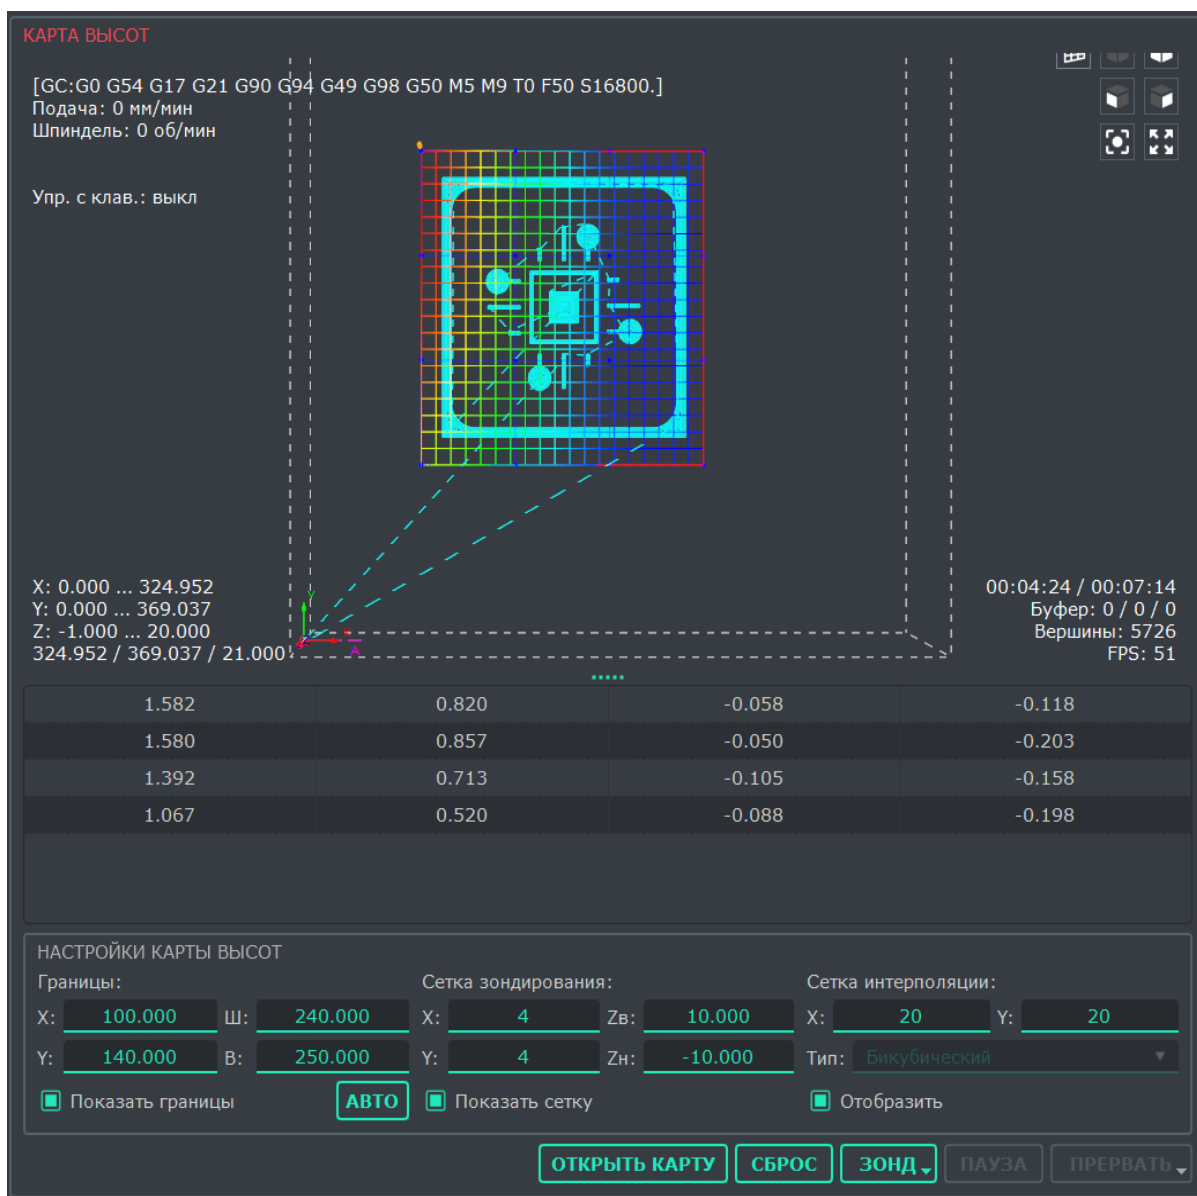 КАРТА ВЫСОТ
[GC:G0 G54 G17 G21 G90 G94 G49 G98 G50 M5 M9 T0 F50 S16800.]
Подача: 0 мм/мин
Шпиндель: 0 об/мин
Упр. с клав.: выкл
X: 0.000 ... 324.952
Y: 0.000 ... 369.037
Z: -1.000 ... 20.000
324.952 / 369.037 / 21.000
Y
X
Z
A
00:04:24 / 00:07:14
Буфер: 0 / 0 / 0
Вершины: 5726
FPS: 51
1.582 0.820 -0.058 -0.118
1.580 0.857 -0.050 -0.203
1.392 0.713 -0.105 -0.158
1.067 0.520 -0.088 -0.198
НАСТРОЙКИ КАРТЫ ВЫСОТ
Границы: Сетка зондирования: Сетка интерполяции:
X: 100.000 Ш: 240.000 X: 4 Zв: 10.000 X: 20 Y: 20
Y: 140.000 В: 250.000 Y: 4 Zн: -10.000 Тип: Бикубический
Показать границы АВТО Показать сетку Отобразить
ОТКРЫТЬ КАРТУ СБРОС ЗОНД ПАУЗА ПРЕРВАТЬ